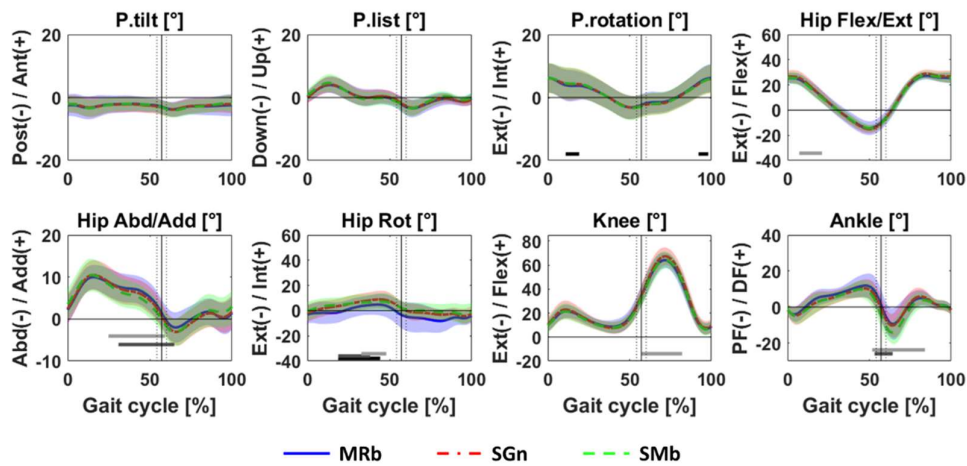 P.tilt [°]
P.list [°]
P.rotation [°]
Hip Flex/Ext [°]
Post(-) / Ant(+)
20
0
-20
0
50
100
Down(-) / Up(+)
20
0
-20
0
50
100
Ext(-) / Int(+)
20
0
-20
0
50
100
Ext(-) / Flex(+)
60
40
20
0
-20
-40
0
50
100
Hip Abd/Add [°]
Hip Rot [°]
Knee [°]
Ankle [°]
Abd(-) / Add(+)
20
10
0
-10
0
50
100
Gait cycle [%]
Ext(-) / Int(+)
60
40
20
0
-20
-40
0
50
100
Gait cycle [%]
Ext(-) / Flex(+)
80
60
40
20
0
-20
0
50
100
Gait cycle [%]
PF(-) / DF(+)
40
20
0
-20
0
50
100
Gait cycle [%]
MRb
SGn
SMb